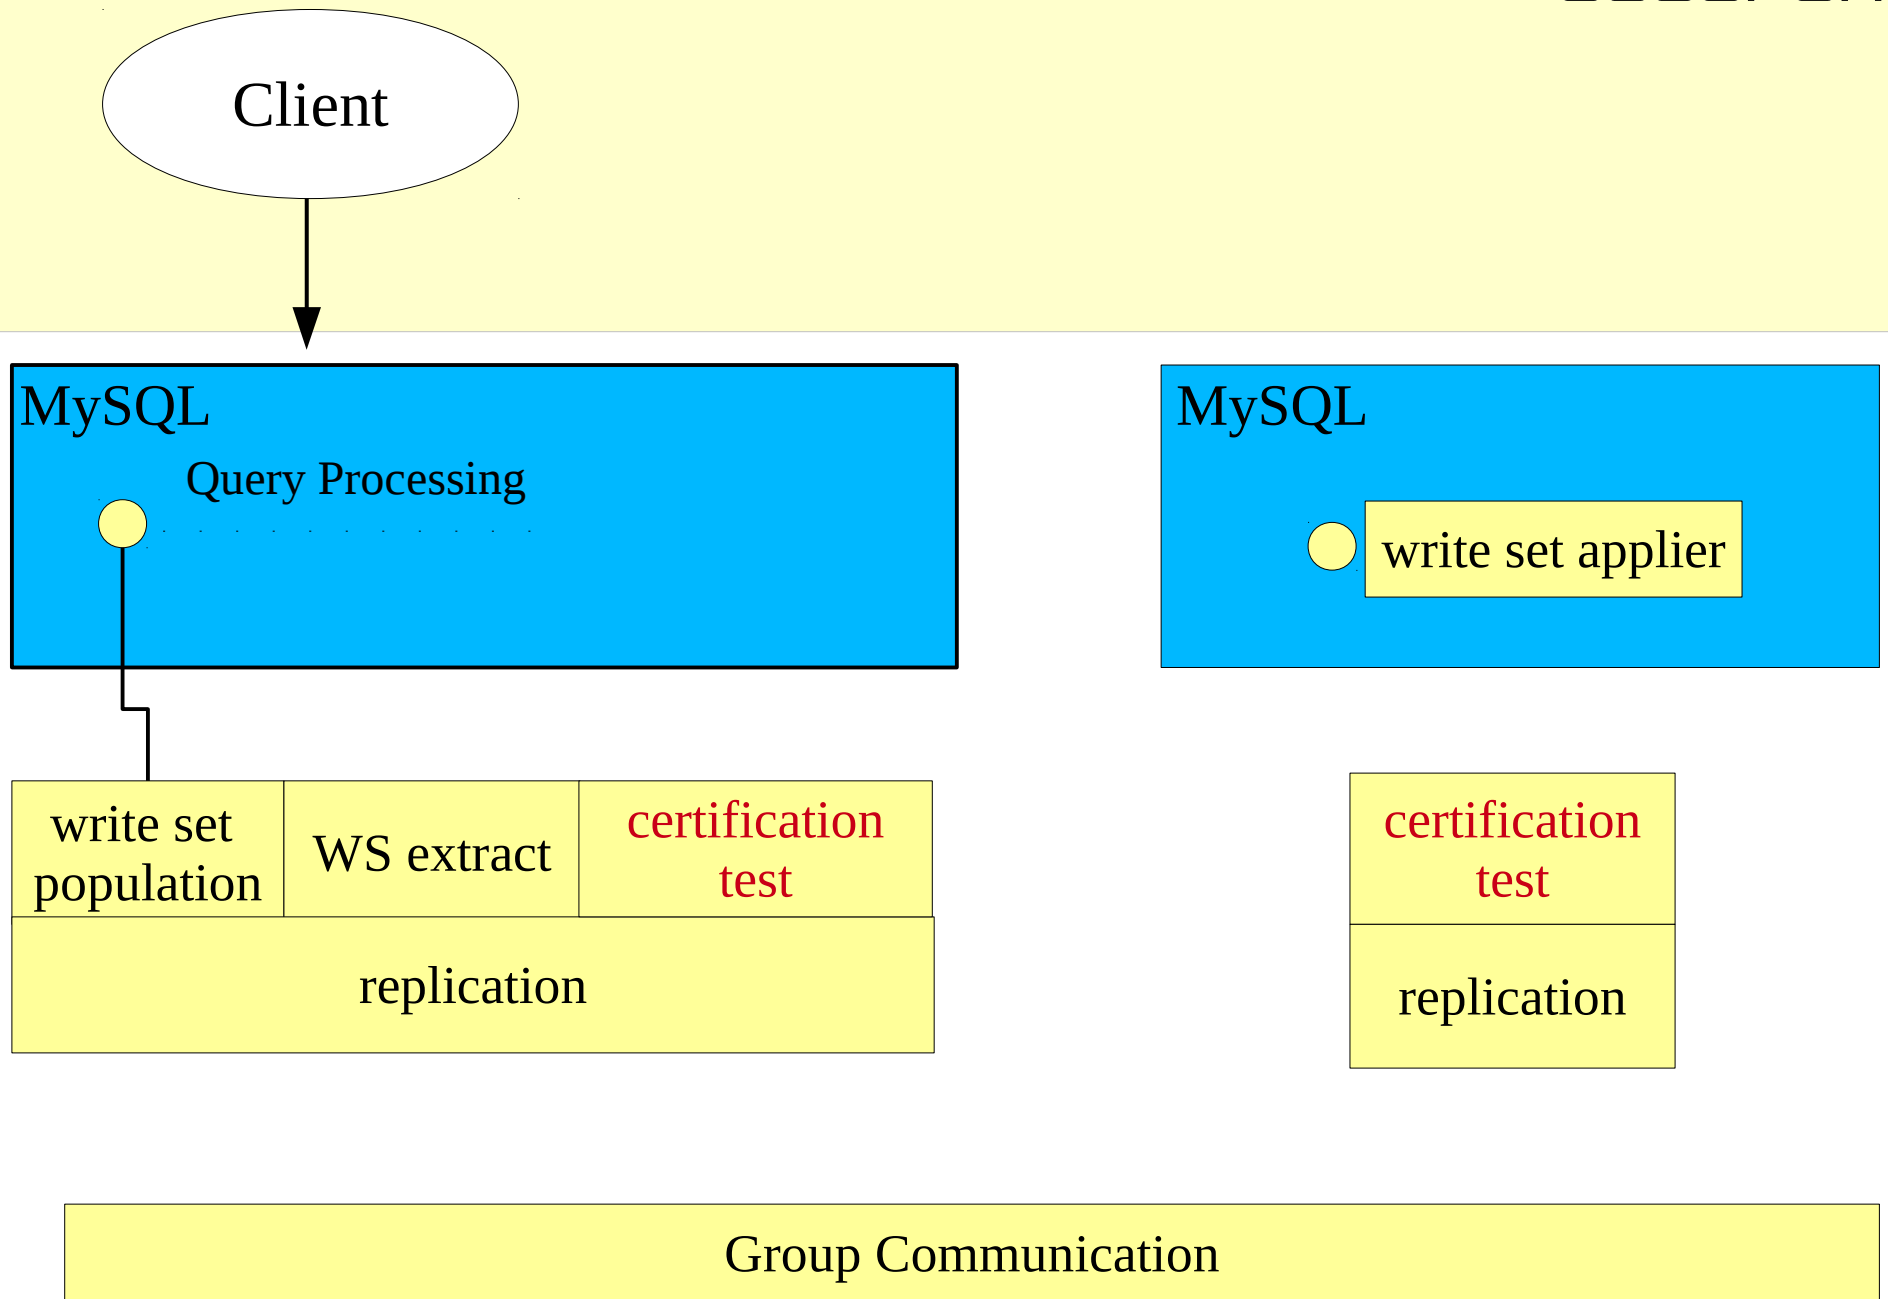 Client
MySQL
Query Processing
MySQL
write set applier
write set
population
WS extract
certification
test
replication
certification
test
replication
Group Communication